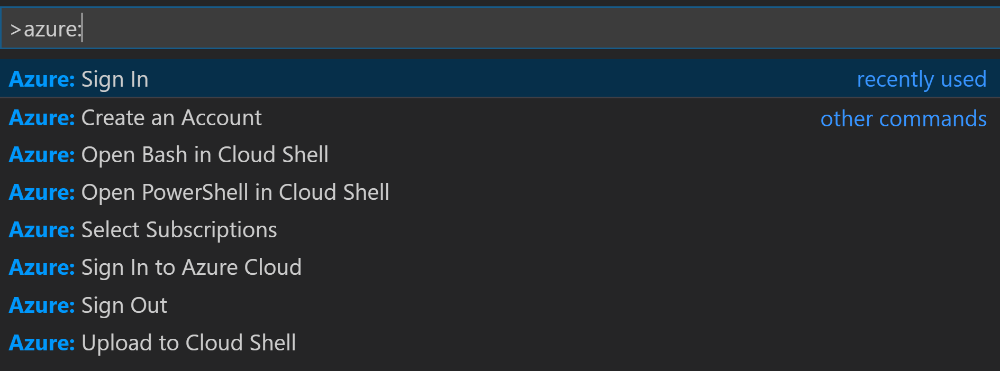 >azure:
Azure: Sign In recently used
Azure: Create an Account other commands
Azure: Open Bash in Cloud Shell
Azure: Open PowerShell in Cloud Shell
Azure: Select Subscriptions
Azure: Sign In to Azure Cloud
Azure: Sign Out
Azure: Upload to Cloud Shell